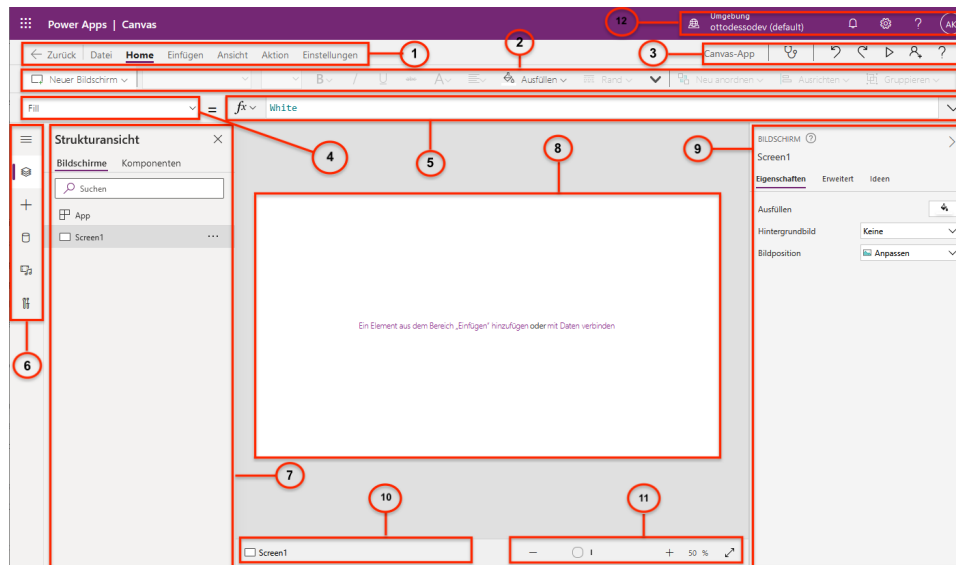 Power Apps | Canvas
12
Umgebung
ottodessodev (default)
?
AK
Zurück Datei Home Einfügen Ansicht Aktion Einstellungen
1
2
3
Canvas-App
?
Neuer Bildschirm
B / U abc A
Ausfüllen
Rand
Neu anordnen
Ausrichten
Gruppieren
Fill
=
fx
White
4
5
8
9
Strukturansicht
Bildschirme Komponenten
Suchen
App
Screen1
...
6
7
Ein Element aus dem Bereich „Einfügen" hinzufügen oder mit Daten verbinden
BILDSCHIRM ?
Screen1
Eigenschaften Erweitert Ideen
Ausfüllen
Hintergrundbild Keine
Bildposition Anpassen
10
11
Screen1
− + 50 %